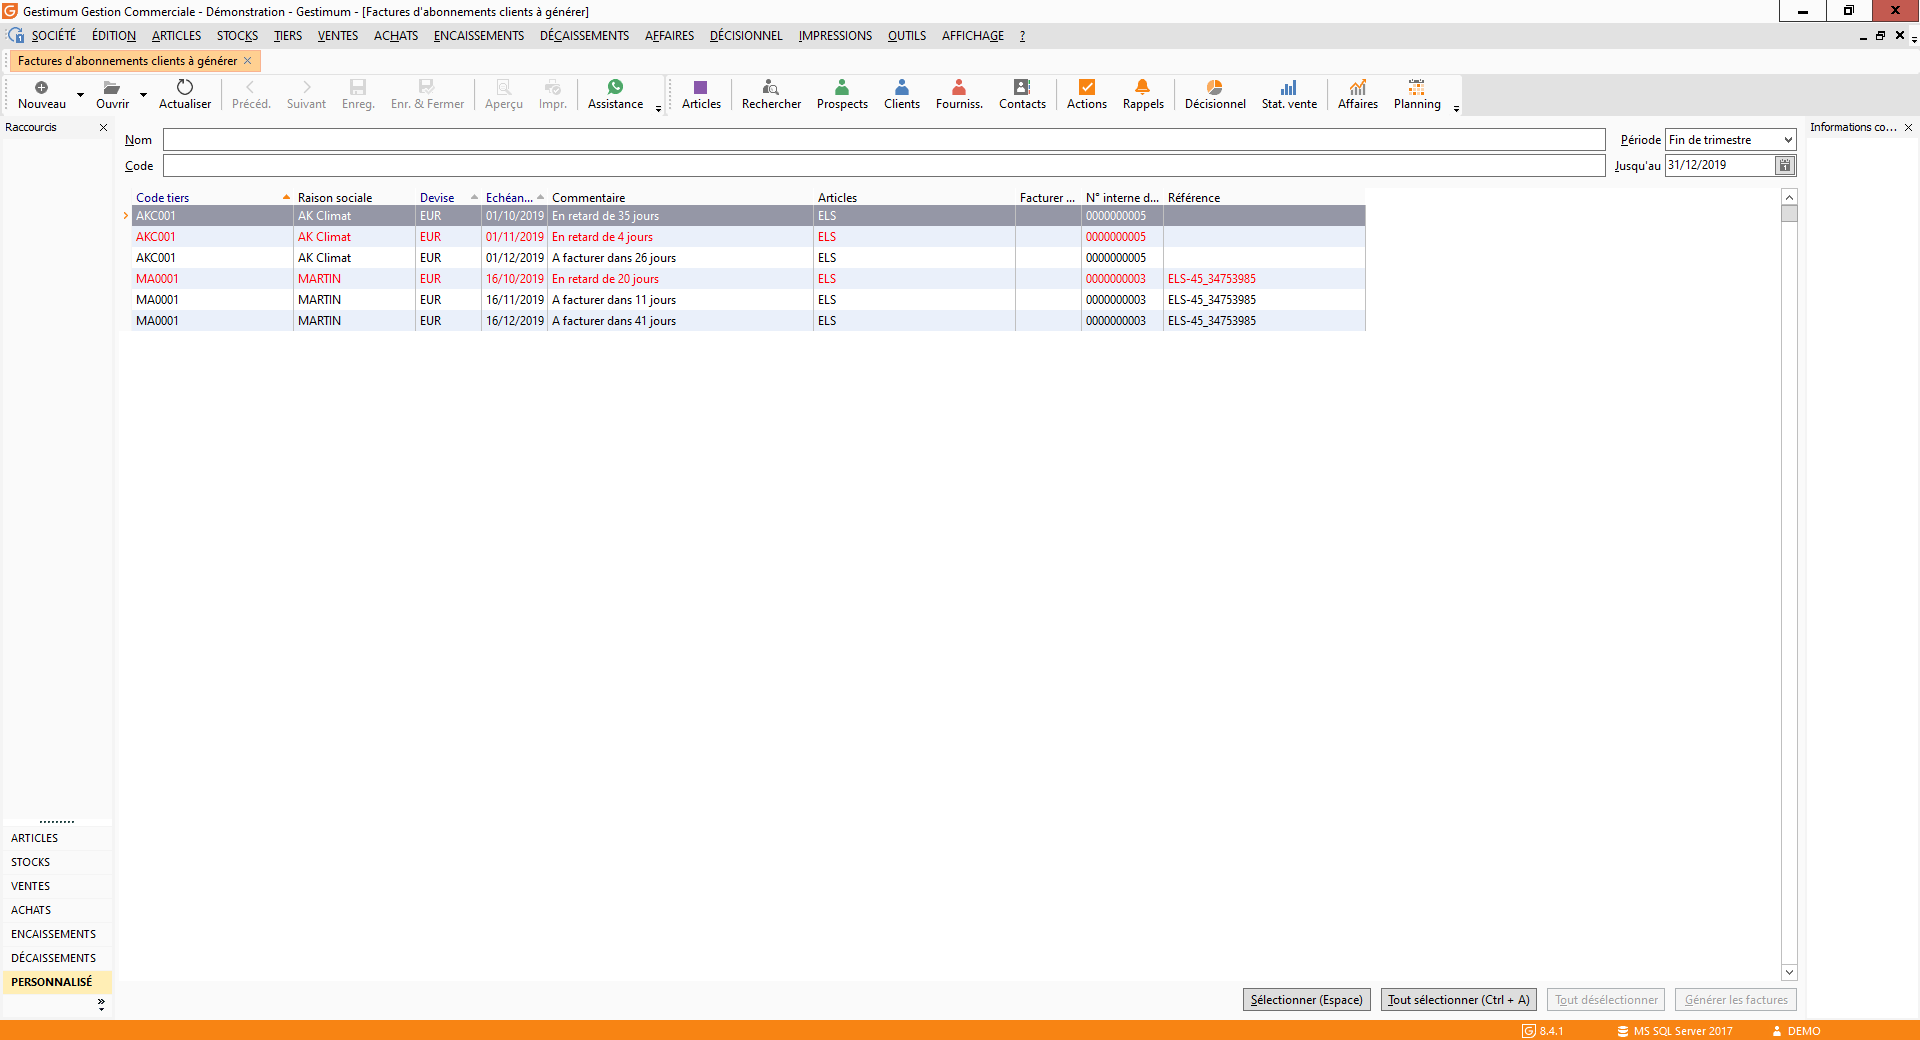 Gestimum Gestion Commerciale - Démonstration - Gestimum - [Factures d'abonnements clients à générer]
SOCIÉTÉ ÉDITION ARTICLES STOCKS TIERS VENTES ACHATS ENCAISSEMENTS DÉCAISSEMENTS AFFAIRES DÉCISIONNEL IMPRESSIONS OUTILS AFFICHAGE ?
Factures d'abonnements clients à générer
Nouveau Ouvrir Actualiser Précéd. Suivant Enreg. Enr. & Fermer Aperçu Impr. Assistance Articles Rechercher Prospects Clients Fourniss. Contacts Actions Rappels Décisionnel Stat. vente Affaires Planning
Raccourcis
Informations co...
Nom
Période Fin de trimestre
Code
Jusqu'au 31/12/2019
Code tiers Raison sociale Devise Echéan... Commentaire Articles Facturer ... N° interne d... Référence
AKC001 AK Climat EUR 01/10/2019 En retard de 35 jours ELS 0000000005
AKC001 AK Climat EUR 01/11/2019 En retard de 4 jours ELS 0000000005
AKC001 AK Climat EUR 01/12/2019 A facturer dans 26 jours ELS 0000000005
MA0001 MARTIN EUR 16/10/2019 En retard de 20 jours ELS 0000000003 ELS-45_34753985
MA0001 MARTIN EUR 16/11/2019 A facturer dans 11 jours ELS 0000000003 ELS-45_34753985
MA0001 MARTIN EUR 16/12/2019 A facturer dans 41 jours ELS 0000000003 ELS-45_34753985
ARTICLES
STOCKS
VENTES
ACHATS
ENCAISSEMENTS
DÉCAISSEMENTS
PERSONNALISÉ
Sélectionner (Espace) Tout sélectionner (Ctrl + A) Tout désélectionner Générer les factures
8.4.1 MS SQL Server 2017 DEMO